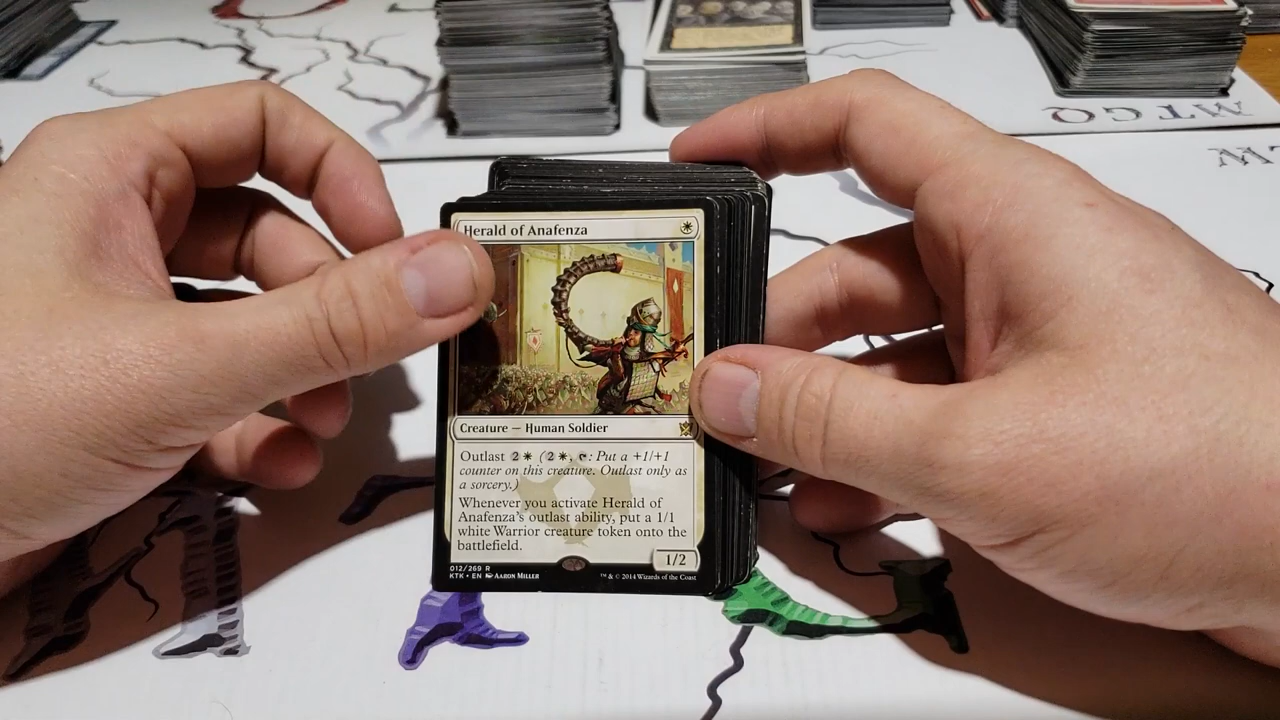 MTGQ
Herald of Anafenza
Creature — Human Soldier
Outlast 2 (2, : Put a +1/+1
counter on this creature. Outlast only as
a sorcery.)
Whenever you activate Herald of
Anafenza's outlast ability, put a 1/1
white Warrior creature token onto the
battlefield.
1/2
012/269 R
KTK • EN Aaron Miller
™ & © 2014 Wizards of the Coast